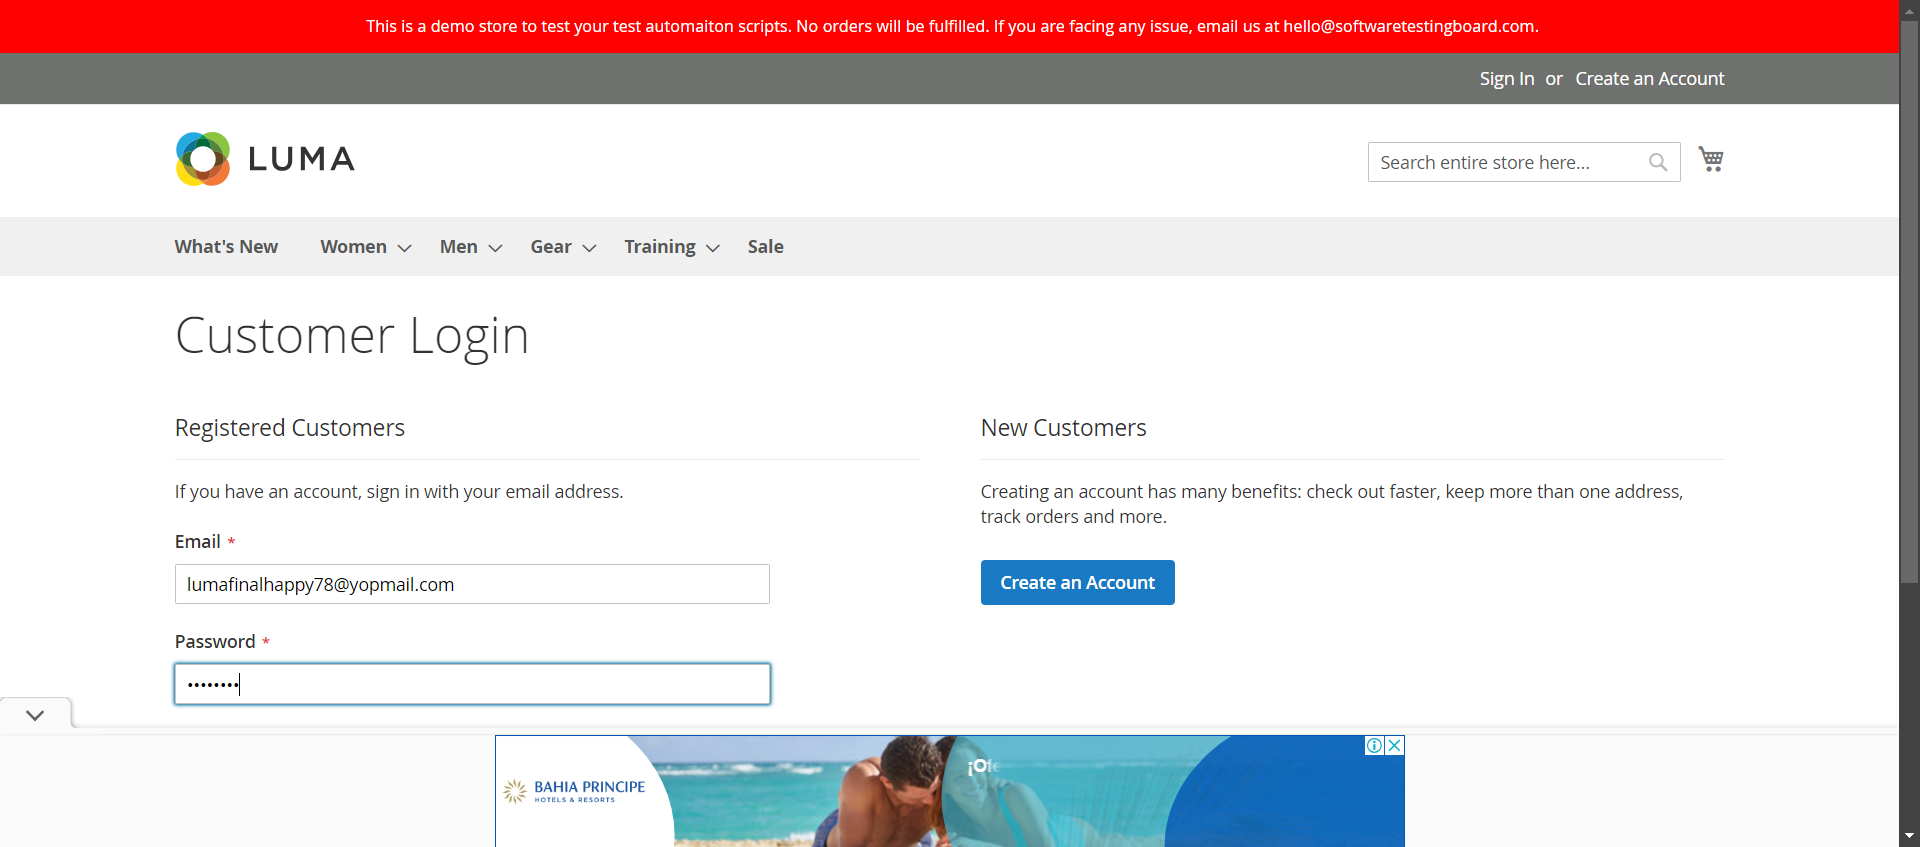 This is a demo store to test your test automaiton scripts. No orders will be fulfilled. If you are facing any issue, email us at hello@softwaretestingboard.com.
Sign In or Create an Account
LUMA
Search entire store here...
What's New Women Men Gear Training Sale
Customer Login
Registered Customers
If you have an account, sign in with your email address.
Email *
lumafinalhappy78@yopmail.com
Password *
••••••••
New Customers
Creating an account has many benefits: check out faster, keep more than one address,
track orders and more.
Create an Account
BAHIA PRINCIPE
HOTELS & RESORTS